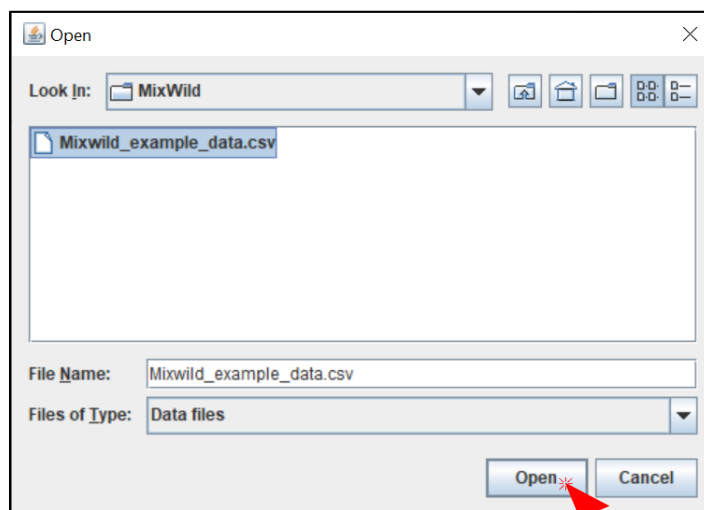 Open
Look In: MixWild
Mixwild_example_data.csv
File Name: Mixwild_example_data.csv
Files of Type: Data files
Open Cancel